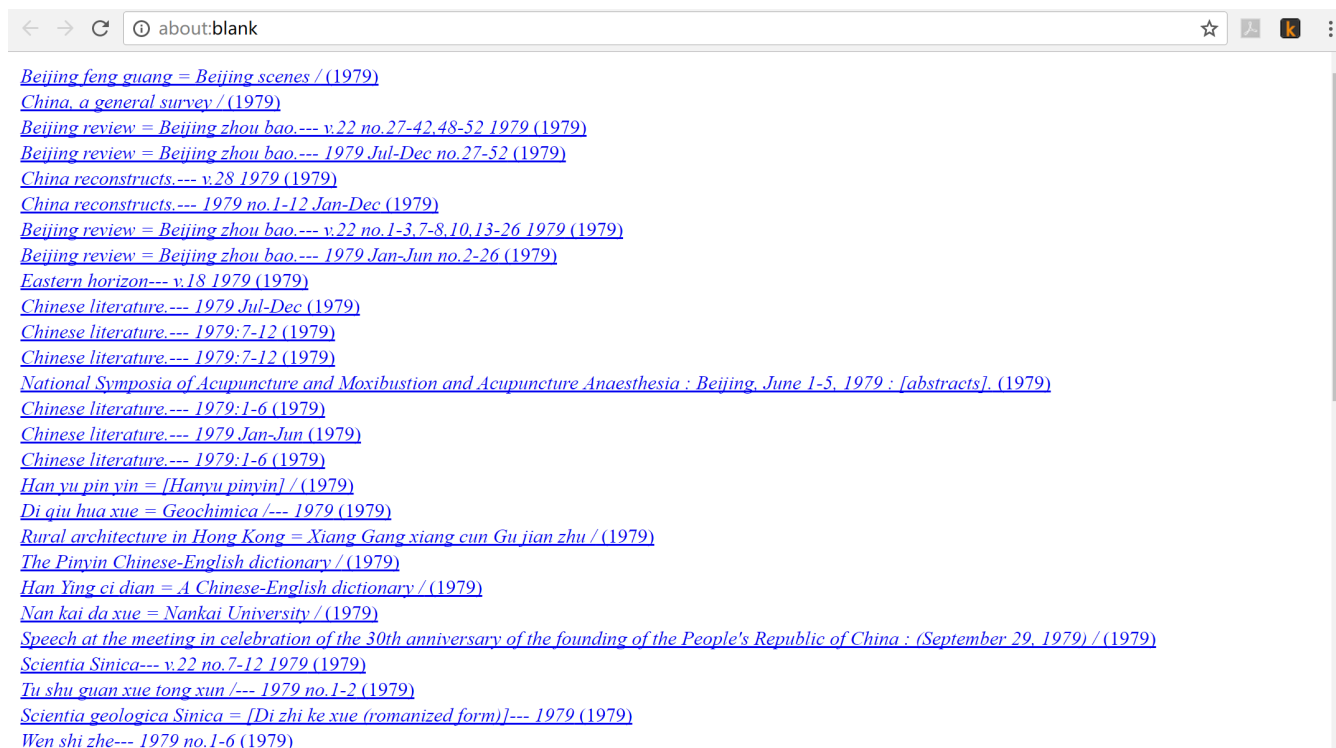 about:blank
k
Beijing feng guang = Beijing scenes / (1979)
China, a general survey / (1979)
Beijing review = Beijing zhou bao.--- v.22 no.27-42,48-52 1979 (1979)
Beijing review = Beijing zhou bao.--- 1979 Jul-Dec no.27-52 (1979)
China reconstructs.--- v.28 1979 (1979)
China reconstructs.--- 1979 no.1-12 Jan-Dec (1979)
Beijing review = Beijing zhou bao.--- v.22 no.1-3,7-8,10,13-26 1979 (1979)
Beijing review = Beijing zhou bao.--- 1979 Jan-Jun no.2-26 (1979)
Eastern horizon--- v.18 1979 (1979)
Chinese literature.--- 1979 Jul-Dec (1979)
Chinese literature.--- 1979:7-12 (1979)
Chinese literature.--- 1979:7-12 (1979)
National Symposia of Acupuncture and Moxibustion and Acupuncture Anaesthesia : Beijing, June 1-5, 1979 : [abstracts]. (1979)
Chinese literature.--- 1979:1-6 (1979)
Chinese literature.--- 1979 Jan-Jun (1979)
Chinese literature.--- 1979:1-6 (1979)
Han yu pin yin = [Hanyu pinyin] / (1979)
Di qiu hua xue = Geochimica /--- 1979 (1979)
Rural architecture in Hong Kong = Xiang Gang xiang cun Gu jian zhu / (1979)
The Pinyin Chinese-English dictionary / (1979)
Han Ying ci dian = A Chinese-English dictionary / (1979)
Nan kai da xue = Nankai University / (1979)
Speech at the meeting in celebration of the 30th anniversary of the founding of the People's Republic of China : (September 29, 1979) / (1979)
Scientia Sinica--- v.22 no.7-12 1979 (1979)
Tu shu guan xue tong xun /--- 1979 no.1-2 (1979)
Scientia geologica Sinica = [Di zhi ke xue (romanized form)]--- 1979 (1979)
Wen shi zhe--- 1979 no.1-6 (1979)